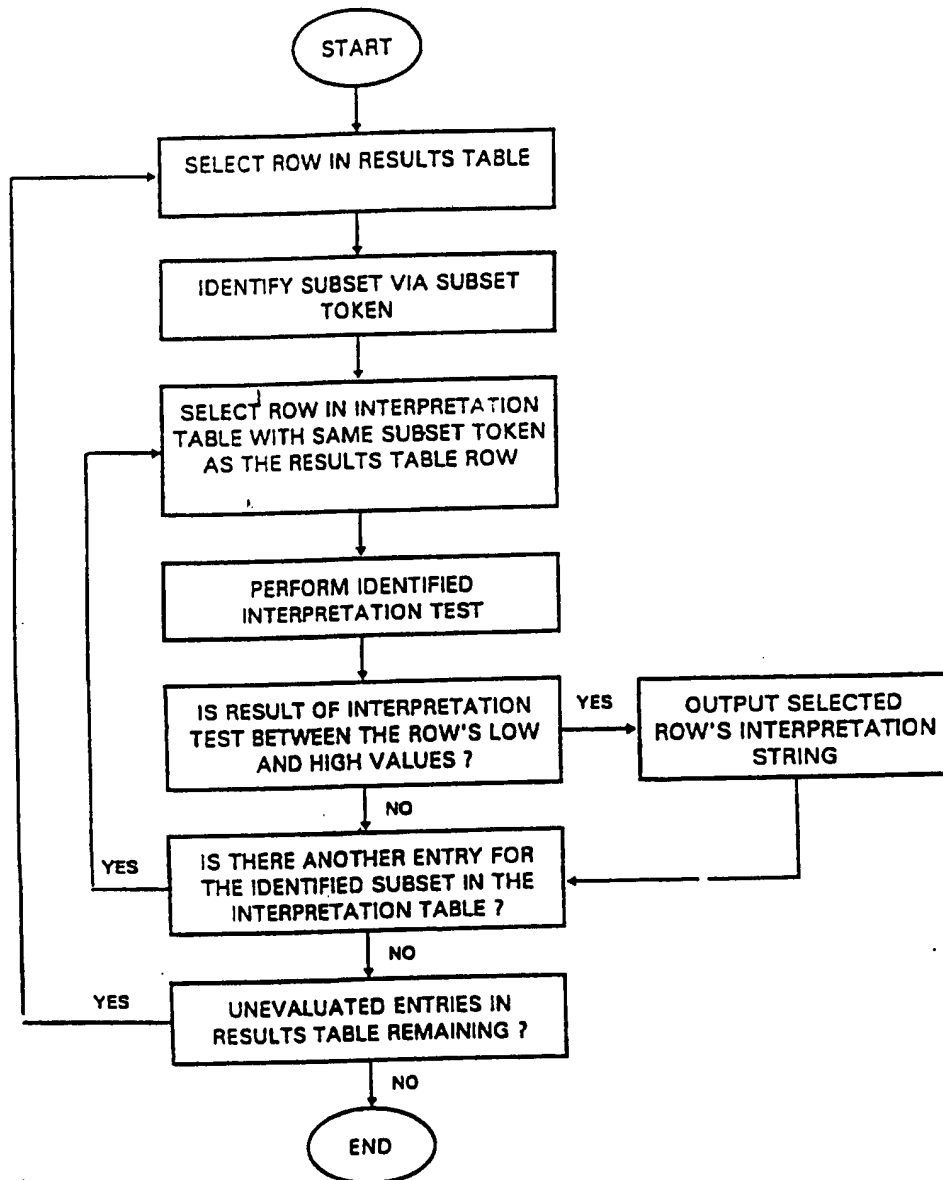 START
SELECT ROW IN RESULTS TABLE
IDENTIFY SUBSET VIA SUBSET
TOKEN
SELECT ROW IN INTERPRETATION
TABLE WITH SAME SUBSET TOKEN
AS THE RESULTS TABLE ROW
PERFORM IDENTIFIED
INTERPRETATION TEST
IS RESULT OF INTERPRETATION
TEST BETWEEN THE ROW'S LOW
AND HIGH VALUES ?
YES
OUTPUT SELECTED
ROW'S INTERPRETATION
STRING
NO
IS THERE ANOTHER ENTRY FOR
THE IDENTIFIED SUBSET IN THE
INTERPRETATION TABLE ?
YES
NO
UNEVALUATED ENTRIES IN
RESULTS TABLE REMAINING ?
YES
NO
END